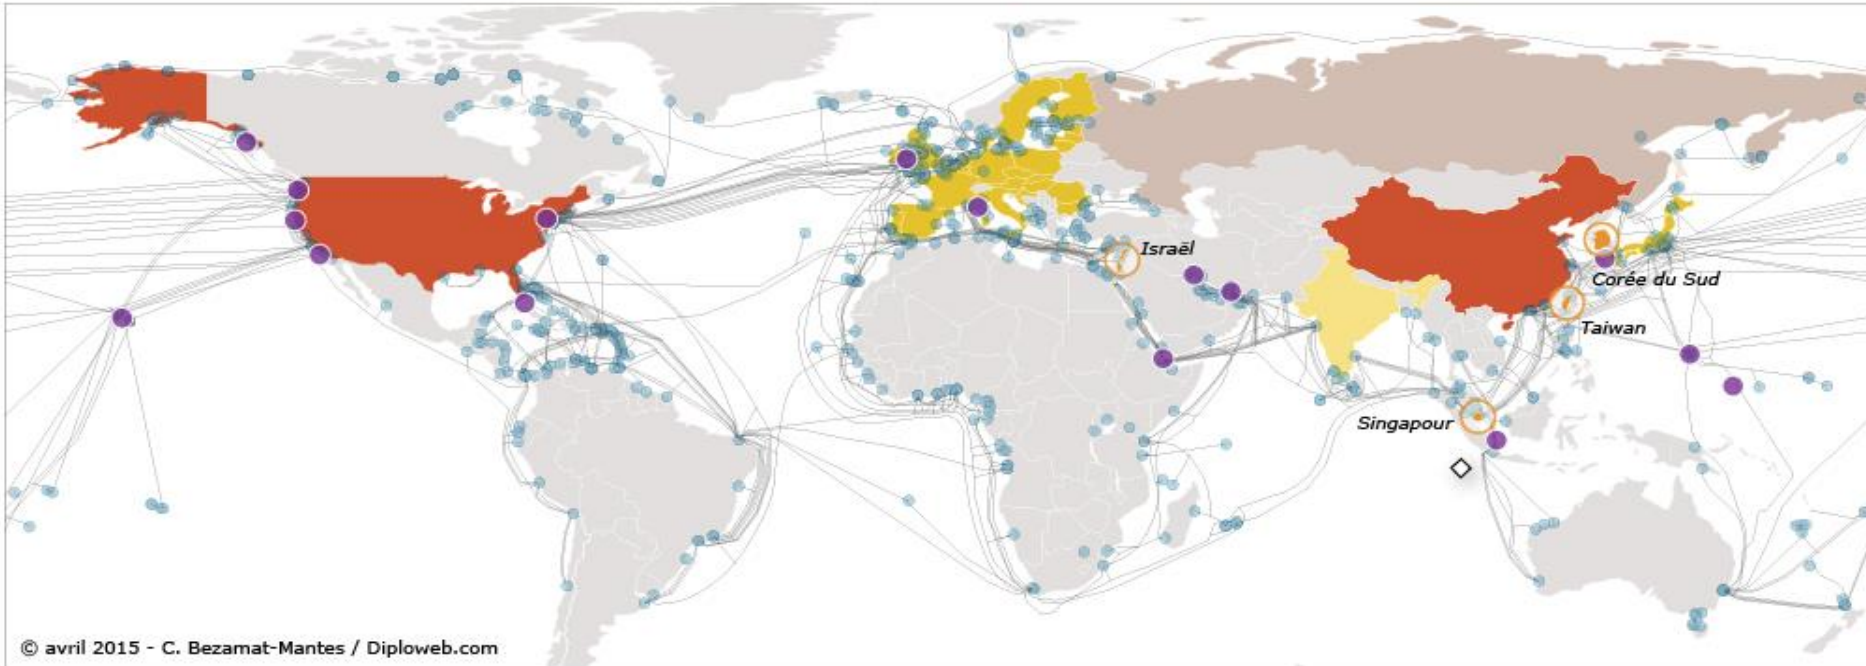 Israël
Corée du Sud
Taiwan
Singapour
© avril 2015 - C. Bezamat-Mantes / Diploweb.com